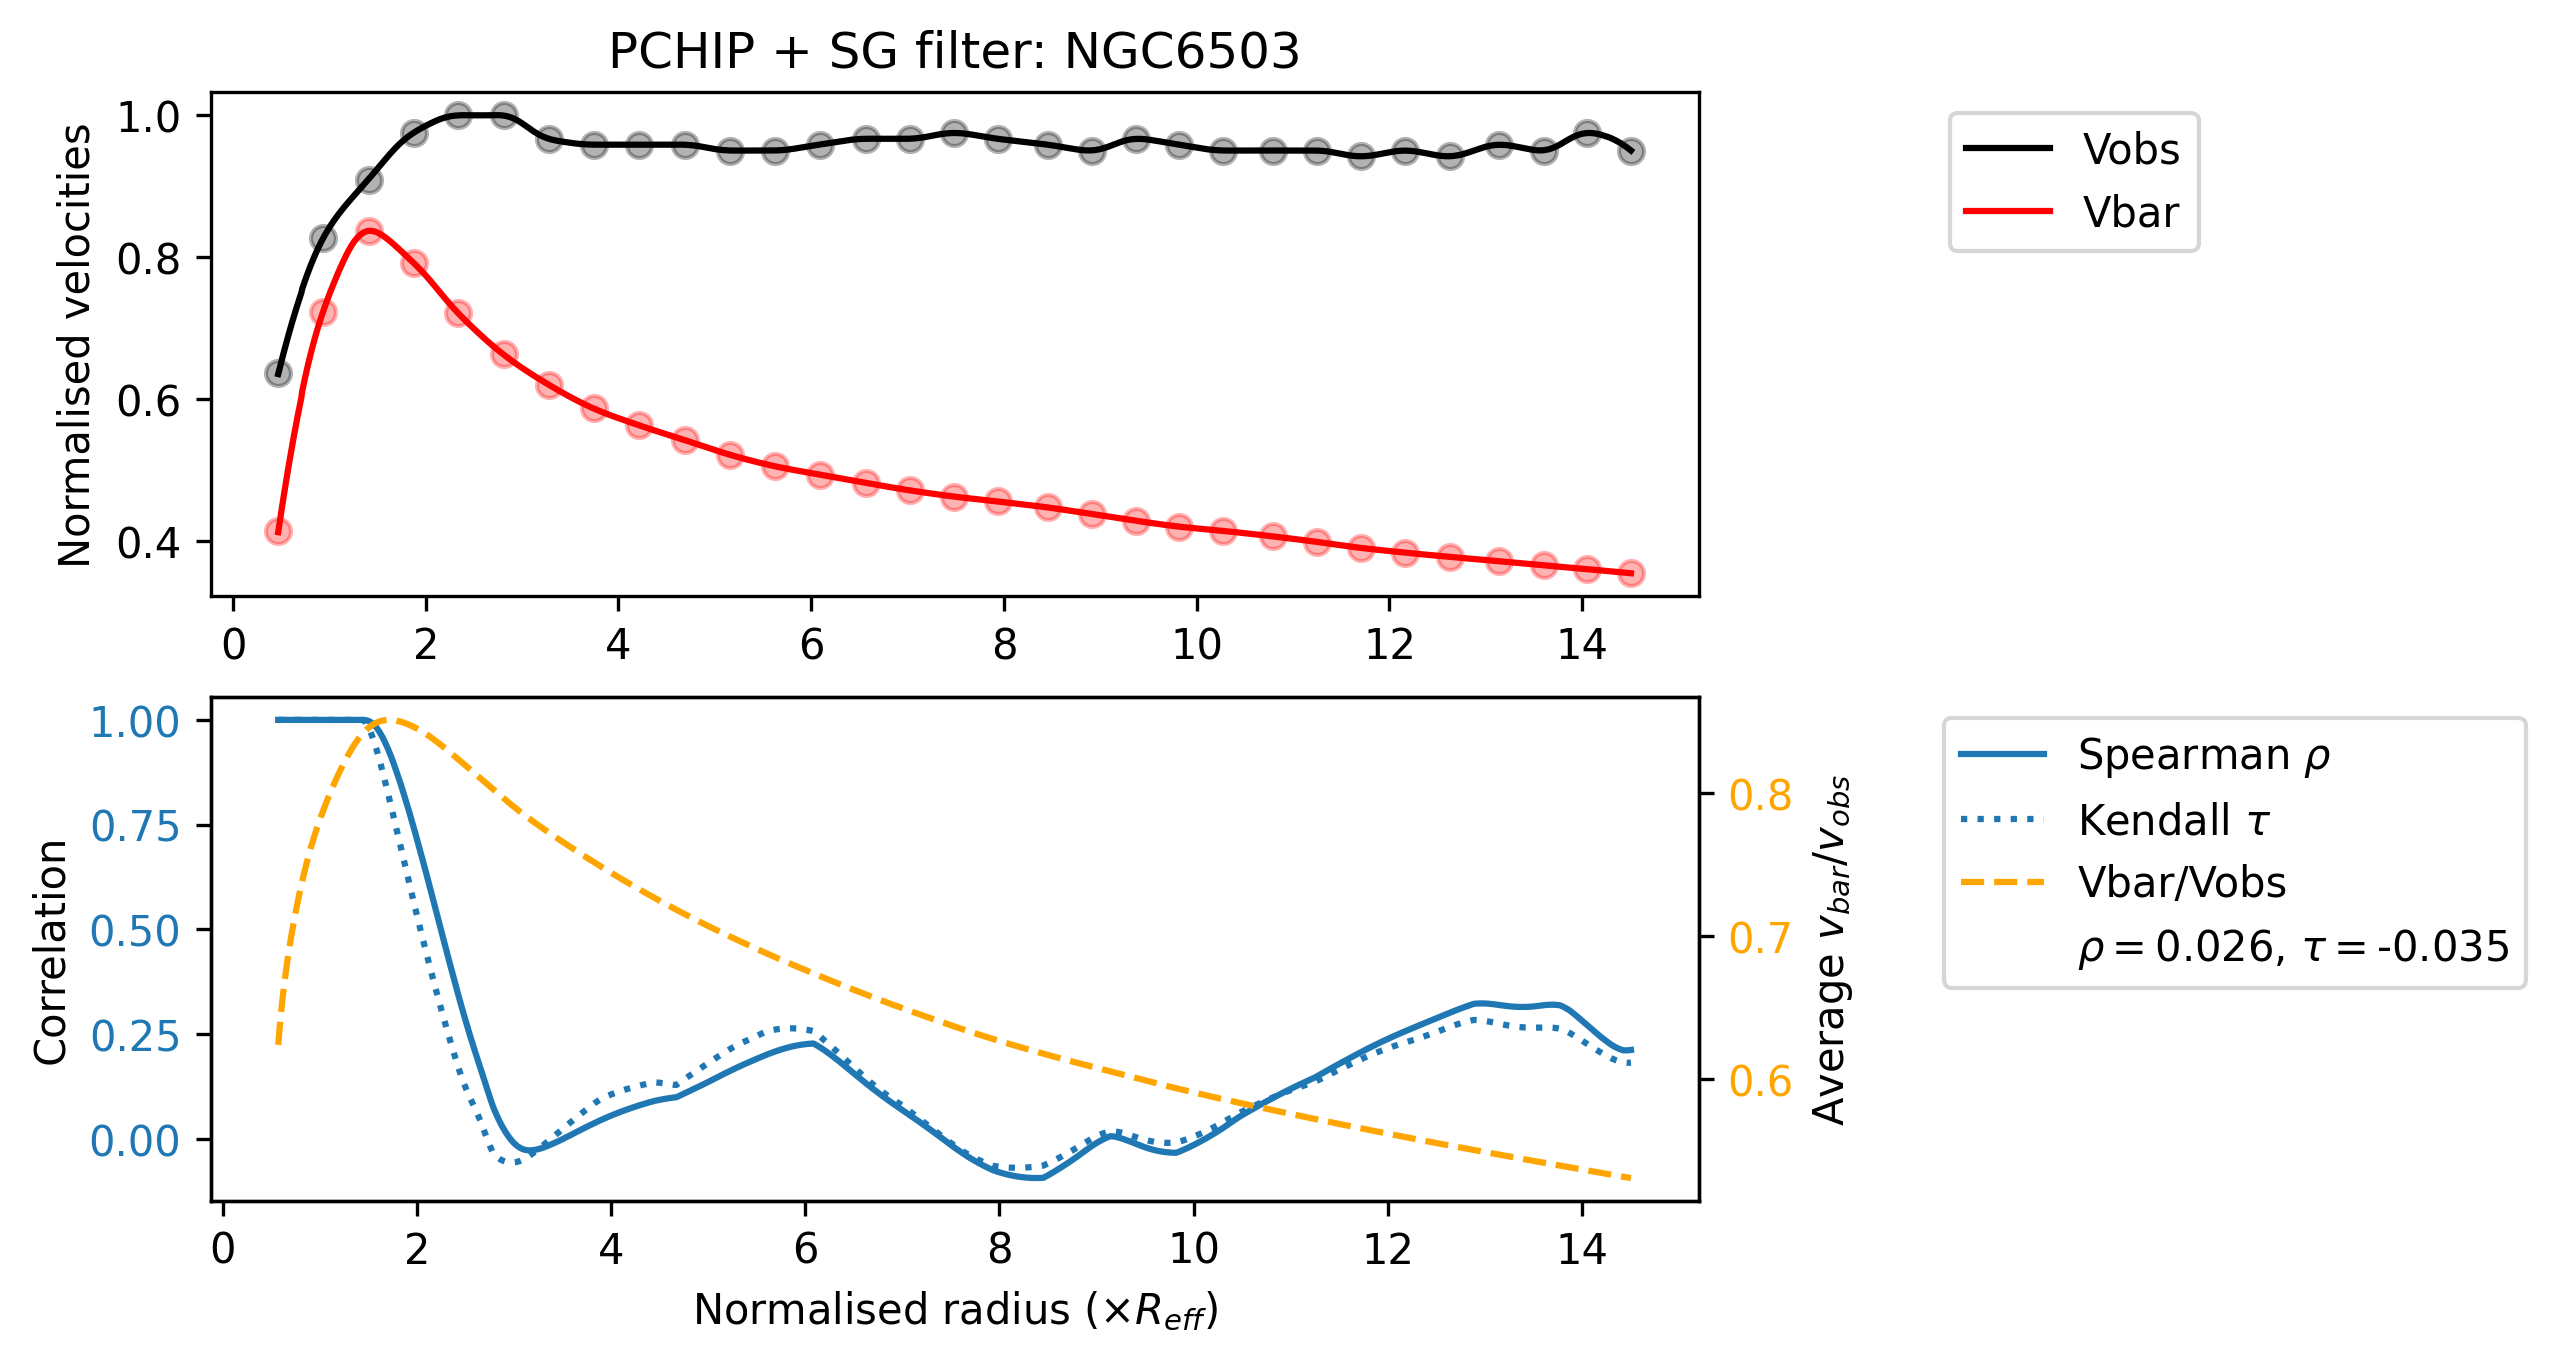 PCHIP + SG filter: NGC6503
Normalised velocities
1.0
0.8
0.6
0.4
0
2
4
6
8
10
12
14
Vobs
Vbar
Correlation
1.00
0.75
0.50
0.25
0.00
0
2
4
6
8
10
12
14
Normalised radius (×R_eff)
0.8
0.7
0.6
Average v_bar/v_obs
Spearman ρ
Kendall τ
Vbar/Vobs
ρ = 0.026, τ = -0.035